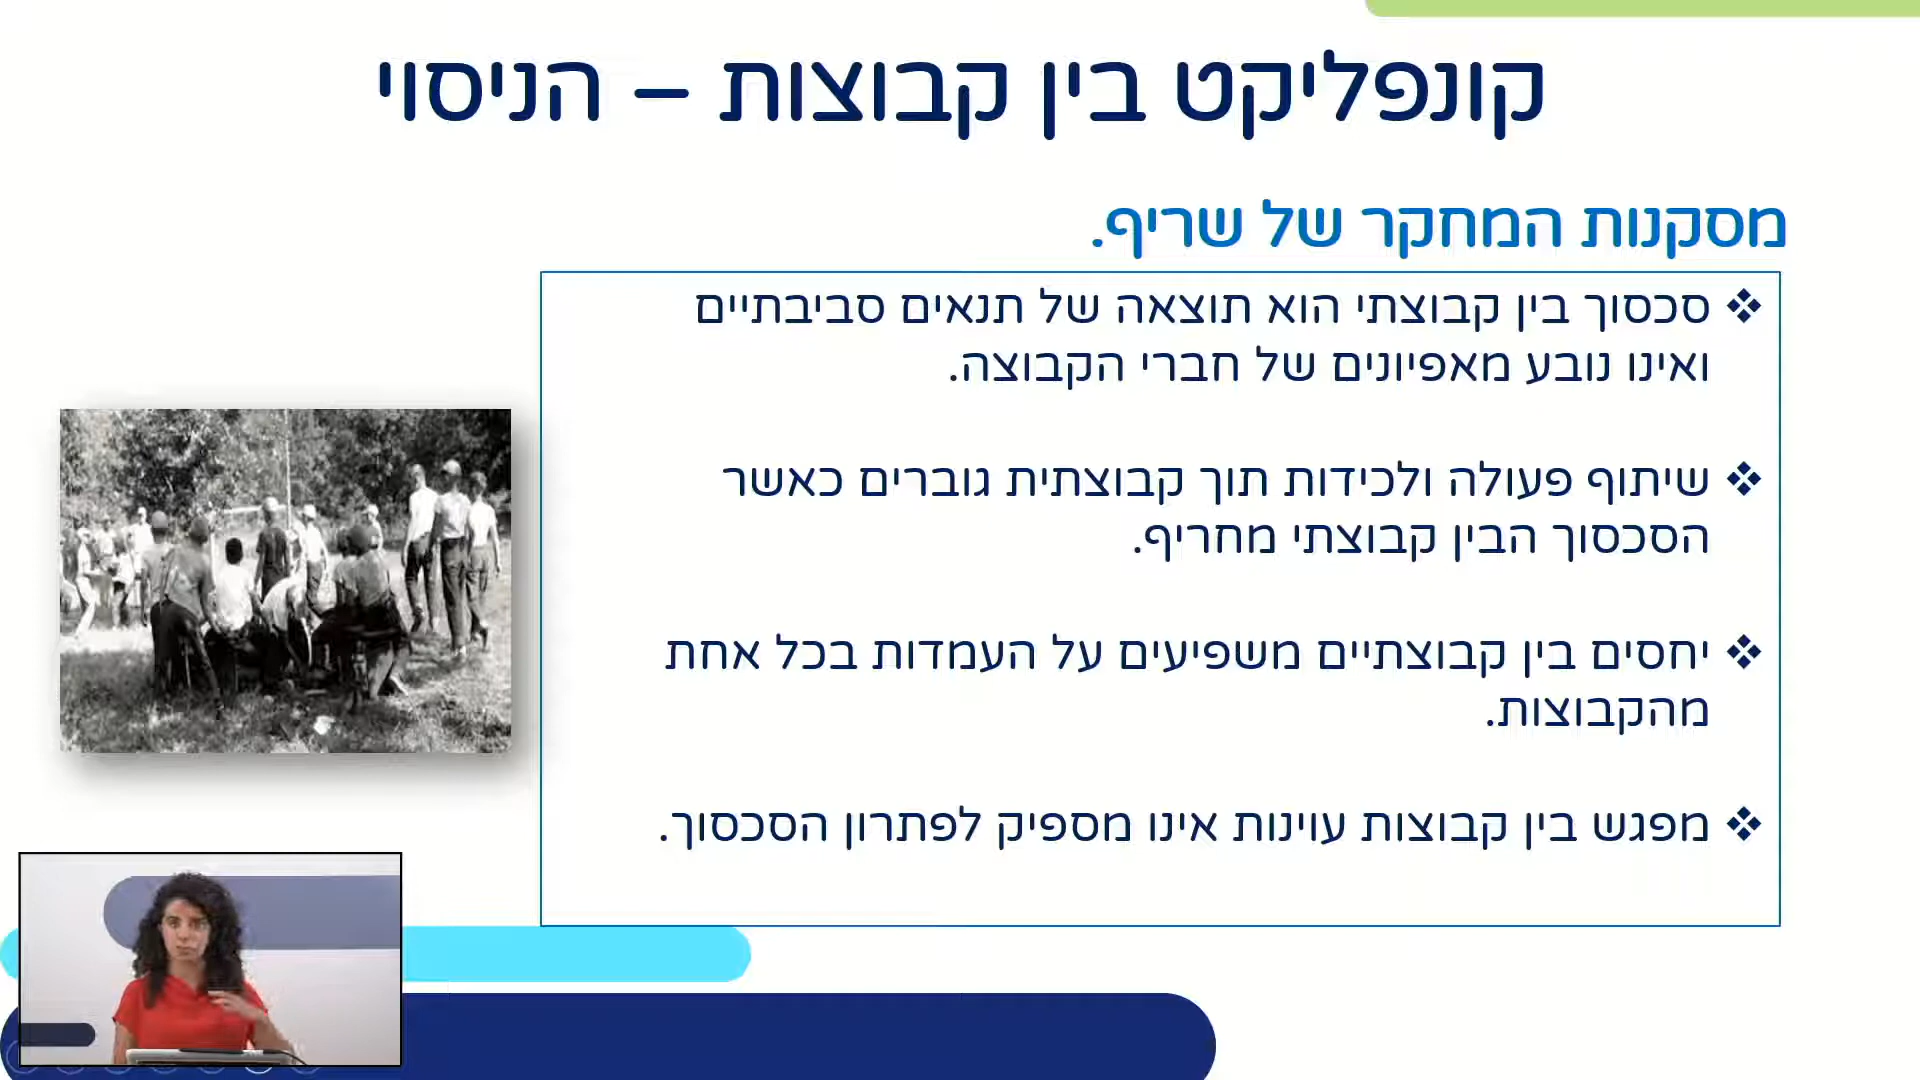 קונפליקט בין קבוצות – הניסוי
מסקנות המחקר של שריף.
❖ סכסוך בין קבוצתי הוא תוצאה של תנאים סביבתיים
ואינו נובע מאפיונים של חברי הקבוצה.
❖ שיתוף פעולה ולכידות תוך קבוצתית גוברים כאשר
הסכסוך הבין קבוצתי מחריף.
❖ יחסים בין קבוצתיים משפיעים על העמדות בכל אחת
מהקבוצות.
❖ מפגש בין קבוצות עוינות אינו מספיק לפתרון הסכסוך.